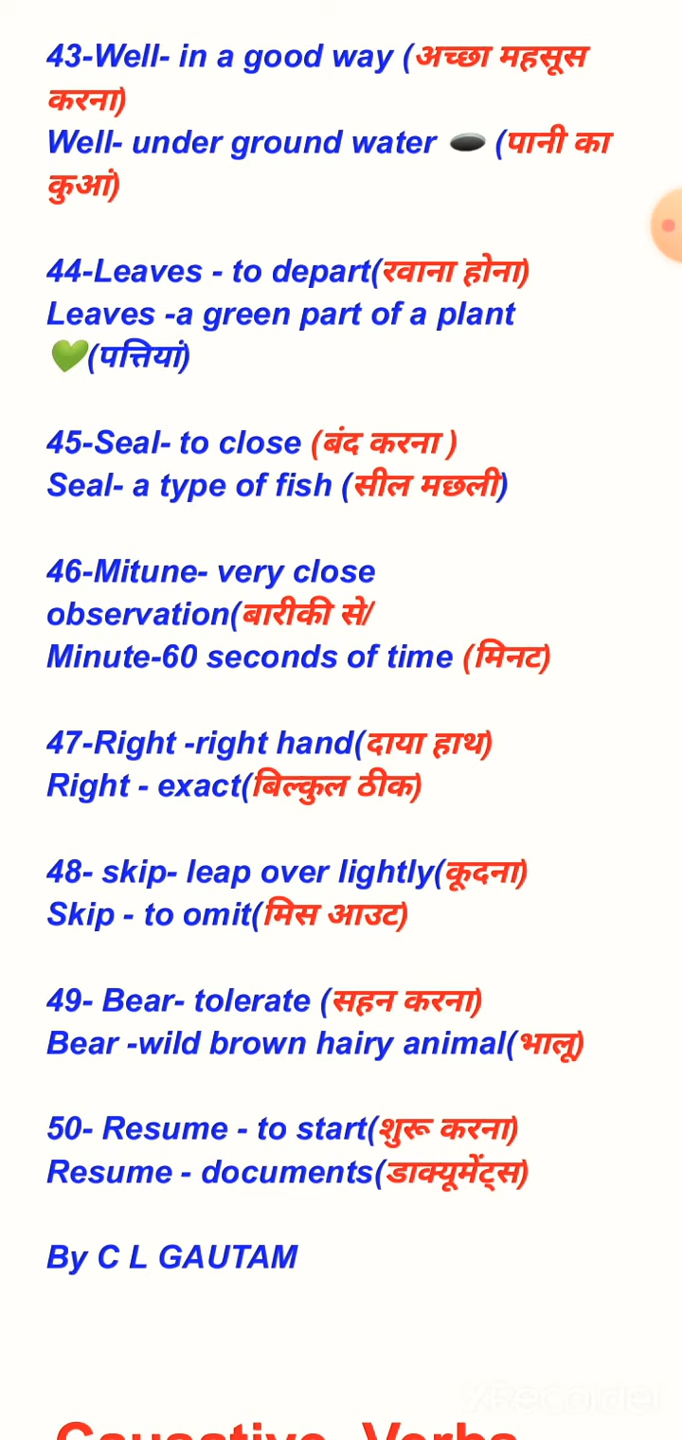 43-Well- in a good way (अच्छा महसूस
करना)
Well- under ground water 🕳️ (पानी का
कुआं)
44-Leaves - to depart(रवाना होना)
Leaves -a green part of a plant
💚(पत्तियां)
45-Seal- to close (बंद करना )
Seal- a type of fish (सील मछली)
46-Mitune- very close
observation(बारीकी से/
Minute-60 seconds of time (मिनट)
47-Right -right hand(दाया हाथ)
Right - exact(बिल्कुल ठीक)
48- skip- leap over lightly(कूदना)
Skip - to omit(मिस आउट)
49- Bear- tolerate (सहन करना)
Bear -wild brown hairy animal(भालू)
50- Resume - to start(शुरू करना)
Resume - documents(डाक्यूमेंट्स)
By C L GAUTAM
XRecorder
Causative Verbs